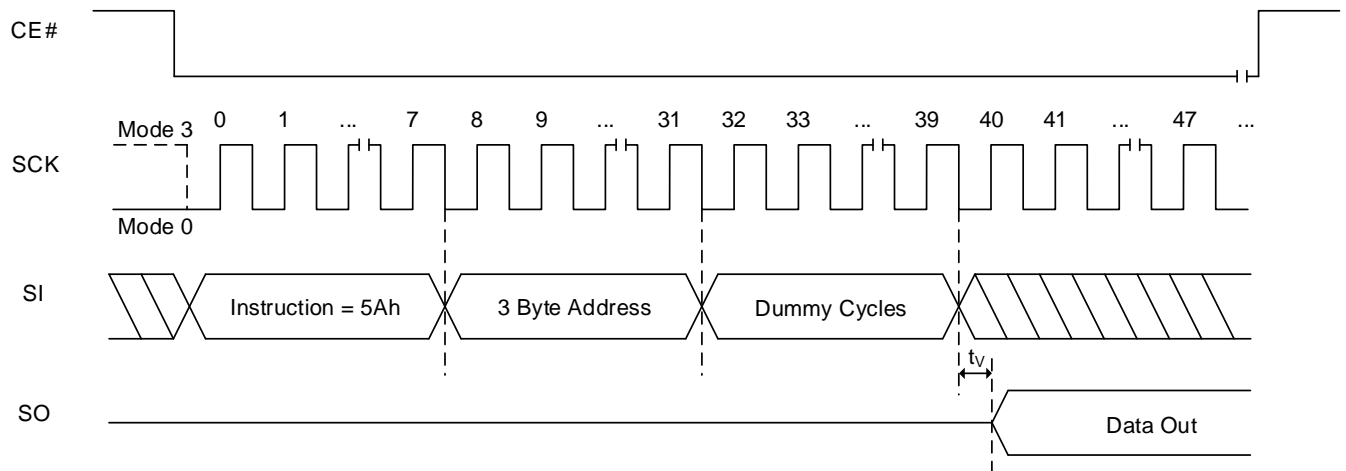 CE#
Mode 3 0 1 ... 7 8 9 ... 31 32 33 ... 39 40 41 ... 47 ...
SCK
Mode 0
SI Instruction = 5Ah 3 Byte Address Dummy Cycles
tV
SO Data Out